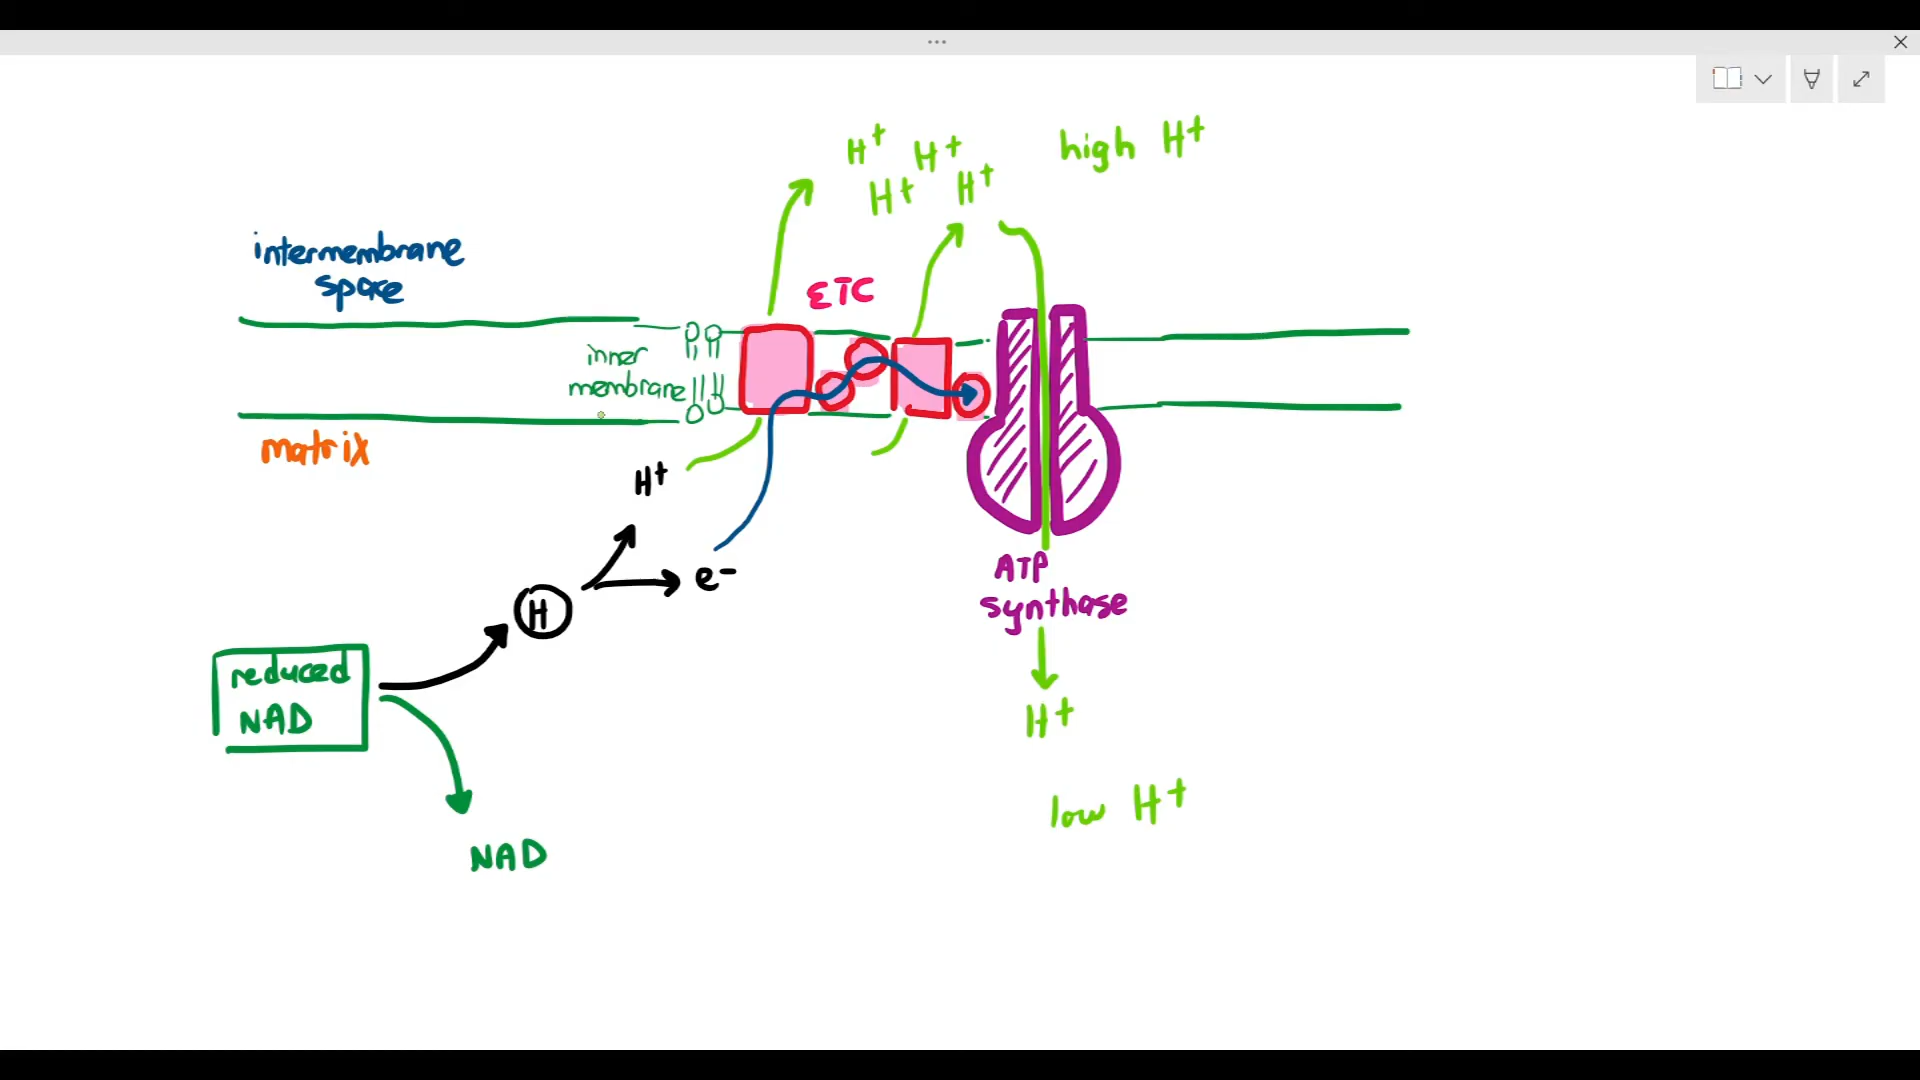 H+ H+ high H+
H+ H+
intermembrane
space
ETC
inner
membrane
matrix
H+
e-
H
ATP
synthase
reduced
NAD
H+
low H+
NAD